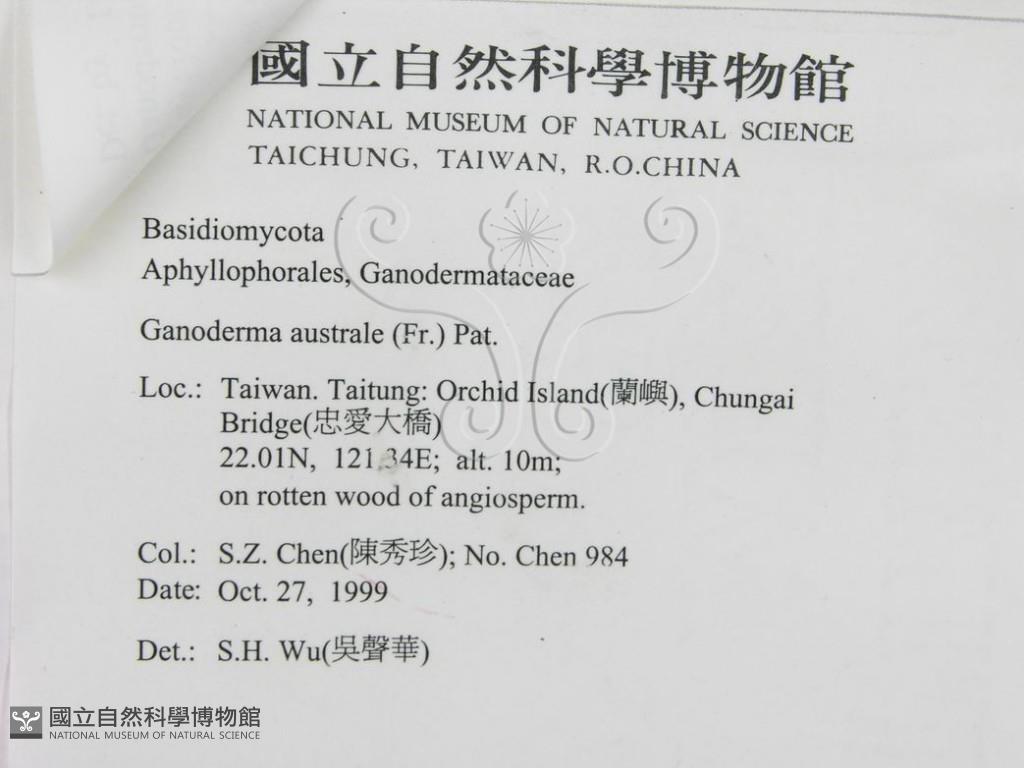 國立自然科學博物館
NATIONAL MUSEUM OF NATURAL SCIENCE
TAICHUNG, TAIWAN, R.O.CHINA
Basidiomycota
Aphyllophorales, Ganodermataceae
Ganoderma australe (Fr.) Pat.
Loc.: Taiwan. Taitung: Orchid Island(蘭嶼), Chungai
Bridge(忠愛大橋)
22.01N, 121.34E; alt. 10m;
on rotten wood of angiosperm.
Col.: S.Z. Chen(陳秀珍); No. Chen 984
Date: Oct. 27, 1999
Det.: S.H. Wu(吳聲華)
國立自然科學博物館
NATIONAL MUSEUM OF NATURAL SCIENCE